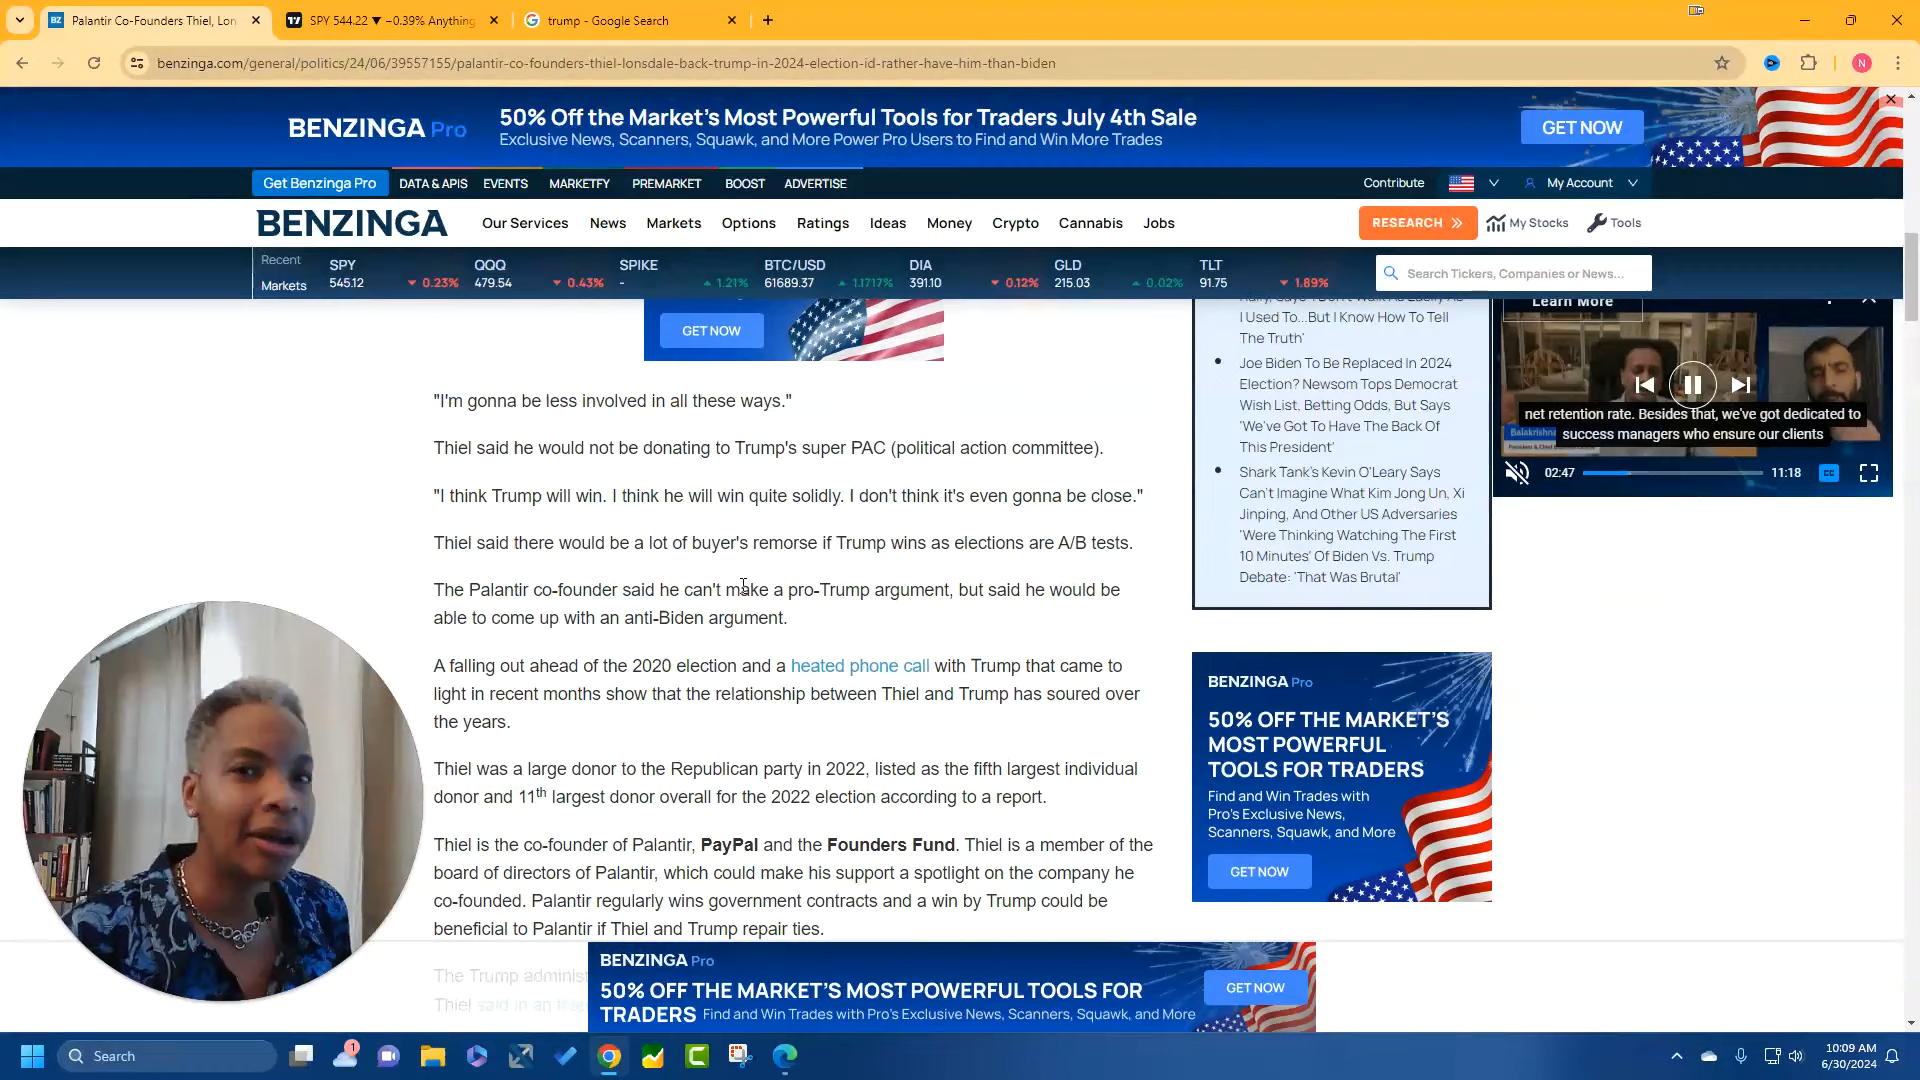 Palantir Co-Founders Thiel, Lon
SPY 544.22 ▼ −0.39% Anything
trump - Google Search
benzinga.com/general/politics/24/06/39557155/palantir-co-founders-thiel-lonsdale-back-trump-in-2024-election-id-rather-have-him-than-biden
N
BENZINGA Pro
50% Off the Market's Most Powerful Tools for Traders July 4th Sale
Exclusive News, Scanners, Squawk, and More Power Pro Users to Find and Win More Trades
GET NOW
Get Benzinga Pro DATA & APIS EVENTS MARKETFY PREMARKET BOOST ADVERTISE Contribute My Account
BENZINGA Our Services News Markets Options Ratings Ideas Money Crypto Cannabis Jobs RESEARCH My Stocks Tools
Recent
Markets
SPY
545.12 ▼ 0.23%
QQQ
479.54 ▼ 0.43%
SPIKE
- ▲ 1.21%
BTC/USD
61689.37 ▲ 1.1717%
DIA
391.10 ▼ 0.12%
GLD
215.03 ▲ 0.02%
TLT
91.75 ▼ 1.89%
Search Tickers, Companies or News...
GET NOW
"I'm gonna be less involved in all these ways."
Thiel said he would not be donating to Trump's super PAC (political action committee).
"I think Trump will win. I think he will win quite solidly. I don't think it's even gonna be close."
Thiel said there would be a lot of buyer's remorse if Trump wins as elections are A/B tests.
The Palantir co-founder said he can't make a pro-Trump argument, but said he would be
able to come up with an anti-Biden argument.
A falling out ahead of the 2020 election and a heated phone call with Trump that came to
light in recent months show that the relationship between Thiel and Trump has soured over
the years.
Thiel was a large donor to the Republican party in 2022, listed as the fifth largest individual
donor and 11th largest donor overall for the 2022 election according to a report.
Thiel is the co-founder of Palantir, PayPal and the Founders Fund. Thiel is a member of the
board of directors of Palantir, which could make his support a spotlight on the company he
co-founded. Palantir regularly wins government contracts and a win by Trump could be
beneficial to Palantir if Thiel and Trump repair ties.
The Trump administ
Thiel said in an
Rally, Says 'I Don't Walk As Easily As
I Used To...But I Know How To Tell
The Truth'
Joe Biden To Be Replaced In 2024
Election? Newsom Tops Democrat
Wish List, Betting Odds, But Says
'We've Got To Have The Back Of
This President'
Shark Tank's Kevin O'Leary Says
Can't Imagine What Kim Jong Un, Xi
Jinping, And Other US Adversaries
'Were Thinking Watching The First
10 Minutes' Of Biden Vs. Trump
Debate: 'That Was Brutal'
Learn More
net retention rate. Besides that, we've got dedicated to
success managers who ensure our clients
02:47 11:18 CC
BENZINGA Pro
50% OFF THE MARKET'S
MOST POWERFUL
TOOLS FOR TRADERS
Find and Win Trades with
Pro's Exclusive News,
Scanners, Squawk, and More
GET NOW
BENZINGA Pro
50% OFF THE MARKET'S MOST POWERFUL TOOLS FOR
TRADERS Find and Win Trades with Pro's Exclusive News, Scanners, Squawk, and More
GET NOW
Search
1
10:09 AM
6/30/2024